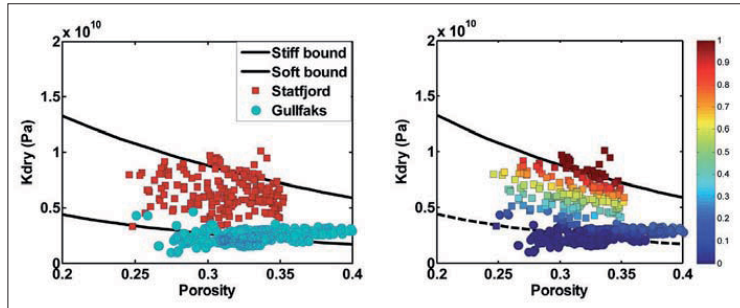 2 x 10^10
1.5
1
0.5
0
0.2 0.25 0.3 0.35 0.4
Kdry (Pa)
Porosity
Stiff bound
Soft bound
Statfjord
Gullfaks
2 x 10^10
1.5
1
0.5
0
0.2 0.25 0.3 0.35 0.4
Kdry (Pa)
Porosity
1
0.9
0.8
0.7
0.6
0.5
0.4
0.3
0.2
0.1
0